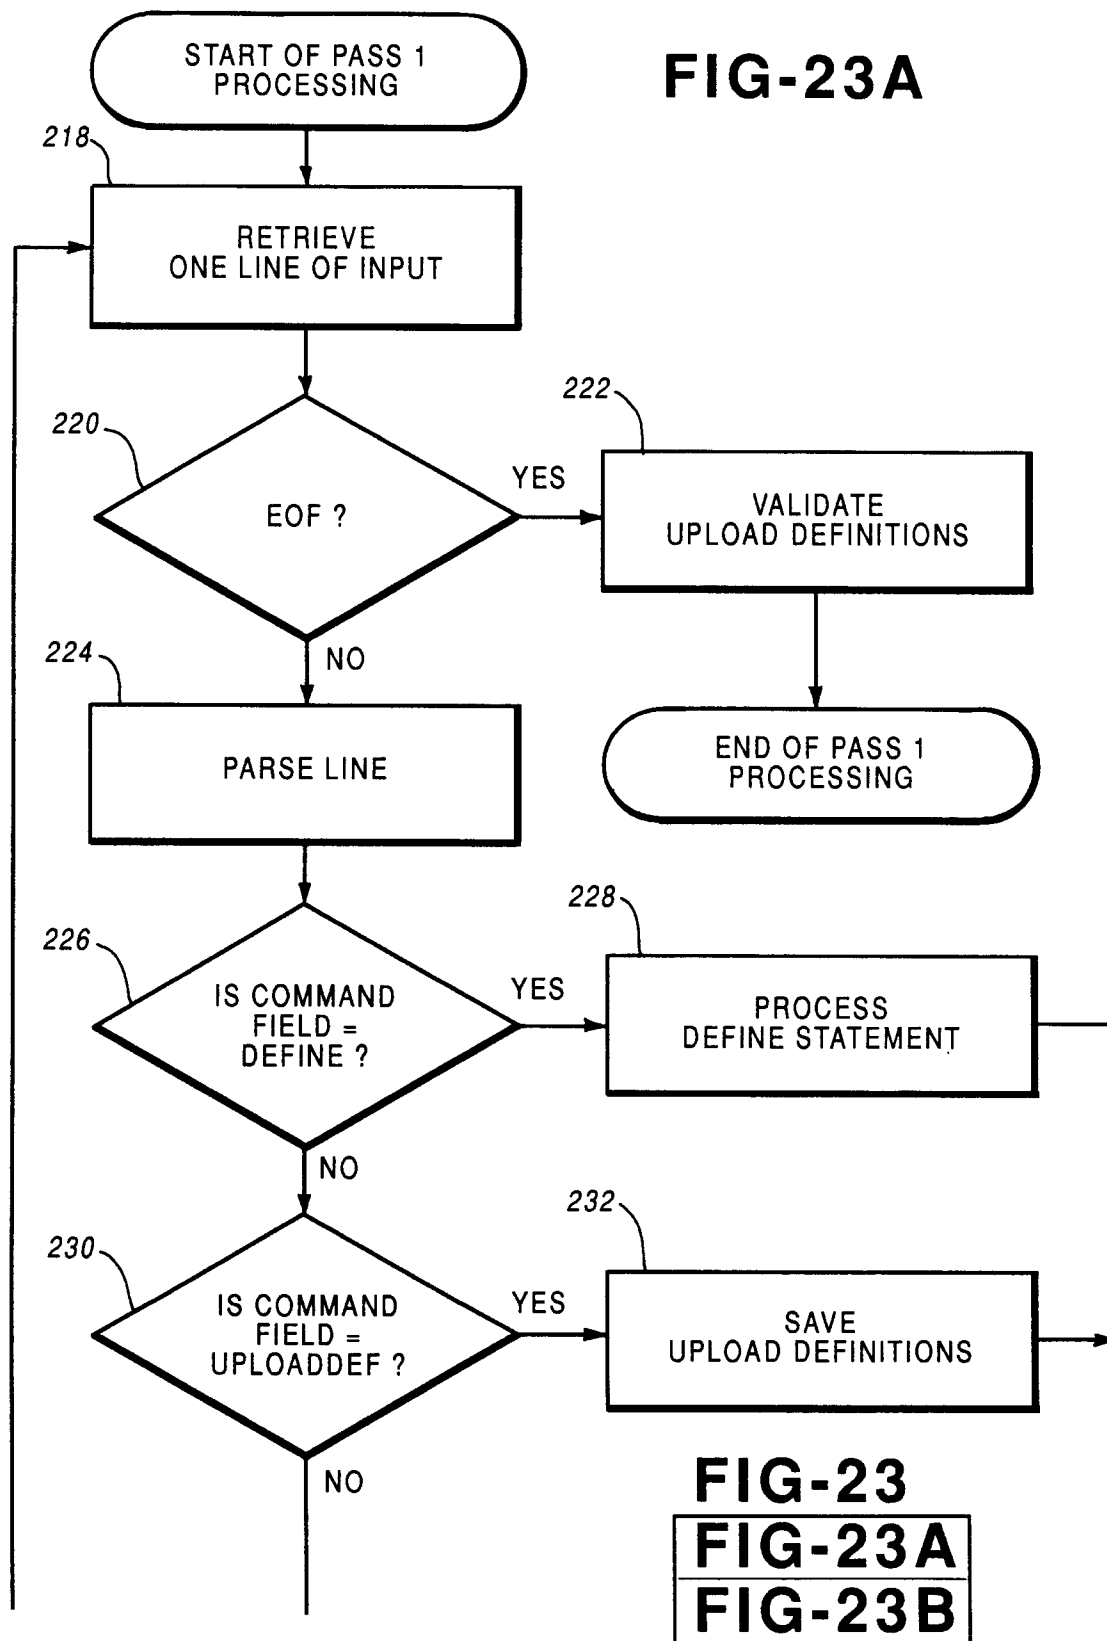 START OF PASS 1
PROCESSING
FIG-23A
218
RETRIEVE
ONE LINE OF INPUT
220
EOF ?
YES
222
VALIDATE
UPLOAD DEFINITIONS
NO
224
PARSE LINE
END OF PASS 1
PROCESSING
226
IS COMMAND
FIELD =
DEFINE ?
YES
228
PROCESS
DEFINE STATEMENT
NO
230
IS COMMAND
FIELD =
UPLOADDEF ?
YES
232
SAVE
UPLOAD DEFINITIONS
NO
FIG-23
FIG-23A
FIG-23B